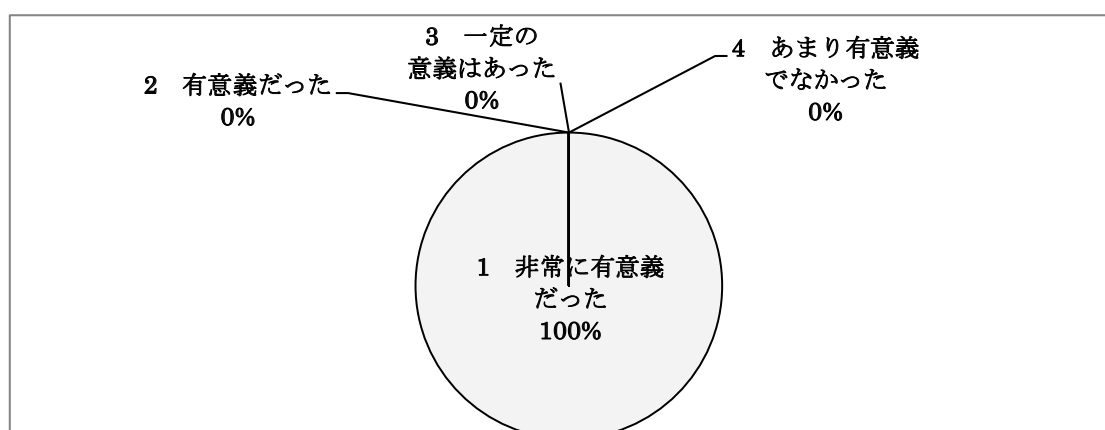 3　一定の
意義はあった
0%
4　あまり有意義
でなかった
0%
2　有意義だった
0%
1　非常に有意義
だった
100%